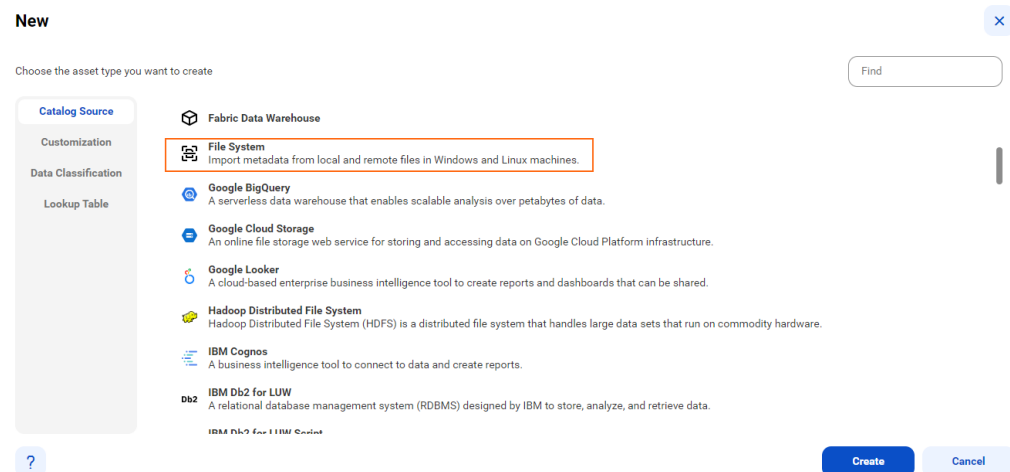 New
Choose the asset type you want to create
Find
Catalog Source
Customization
Data Classification
Lookup Table
Fabric Data Warehouse
File System
Import metadata from local and remote files in Windows and Linux machines.
Google BigQuery
A serverless data warehouse that enables scalable analysis over petabytes of data.
Google Cloud Storage
An online file storage web service for storing and accessing data on Google Cloud Platform infrastructure.
Google Looker
A cloud-based enterprise business intelligence tool to create reports and dashboards that can be shared.
Hadoop Distributed File System
Hadoop Distributed File System (HDFS) is a distributed file system that handles large data sets that run on commodity hardware.
IBM Cognos
A business intelligence tool to connect to data and create reports.
Db2 IBM Db2 for LUW
A relational database management system (RDBMS) designed by IBM to store, analyze, and retrieve data.
IBM Db2 for LUW Script
?
Create
Cancel